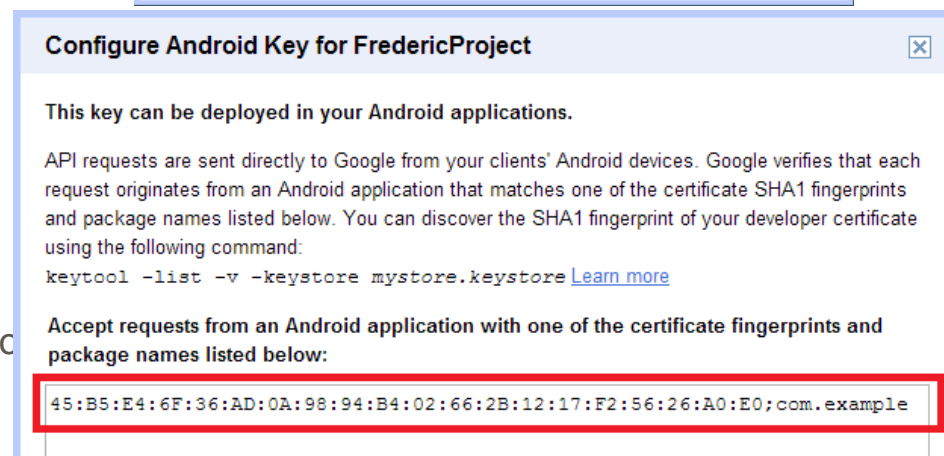 Configure Android Key for FredericProject
This key can be deployed in your Android applications.
API requests are sent directly to Google from your clients' Android devices. Google verifies that each
request originates from an Android application that matches one of the certificate SHA1 fingerprints
and package names listed below. You can discover the SHA1 fingerprint of your developer certificate
using the following command:
keytool -list -v -keystore mystore.keystore Learn more
Accept requests from an Android application with one of the certificate fingerprints and
package names listed below:
45:B5:E4:6F:36:AD:0A:98:94:B4:02:66:2B:12:17:F2:56:26:A0:E0;com.example